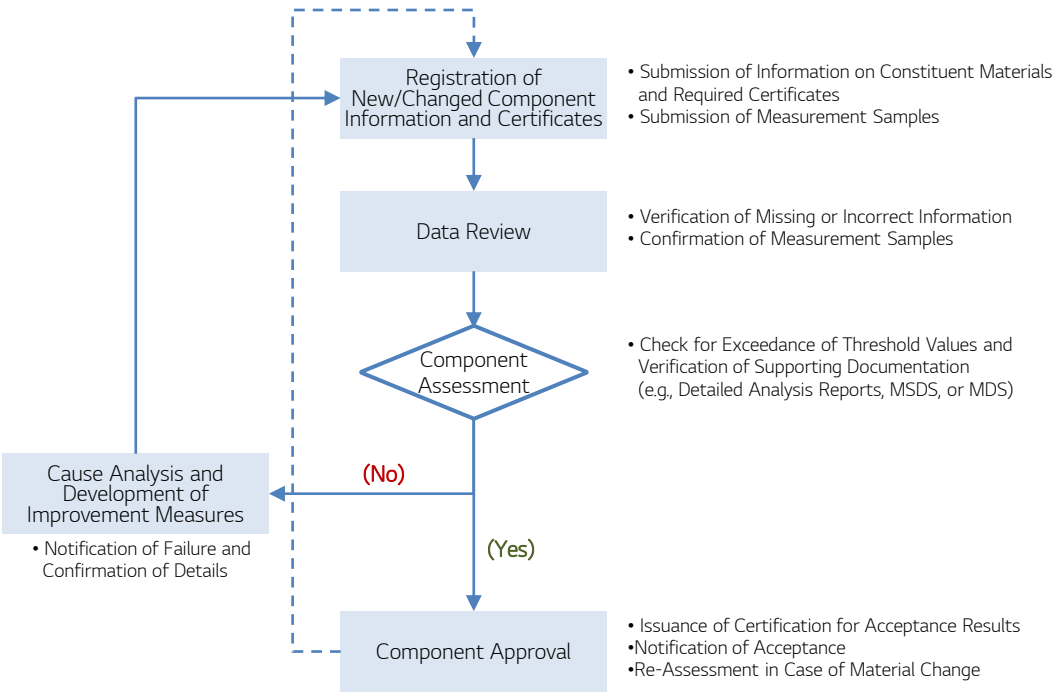 Registration of
New/Changed Component
Information and Certificates
• Submission of Information on Constituent Materials
and Required Certificates
• Submission of Measurement Samples
Data Review
• Verification of Missing or Incorrect Information
• Confirmation of Measurement Samples
Component
Assessment
• Check for Exceedance of Threshold Values and
Verification of Supporting Documentation
(e.g., Detailed Analysis Reports, MSDS, or MDS)
(No)
Cause Analysis and
Development of
Improvement Measures
• Notification of Failure and
Confirmation of Details
(Yes)
Component Approval
• Issuance of Certification for Acceptance Results
•Notification of Acceptance
•Re-Assessment in Case of Material Change